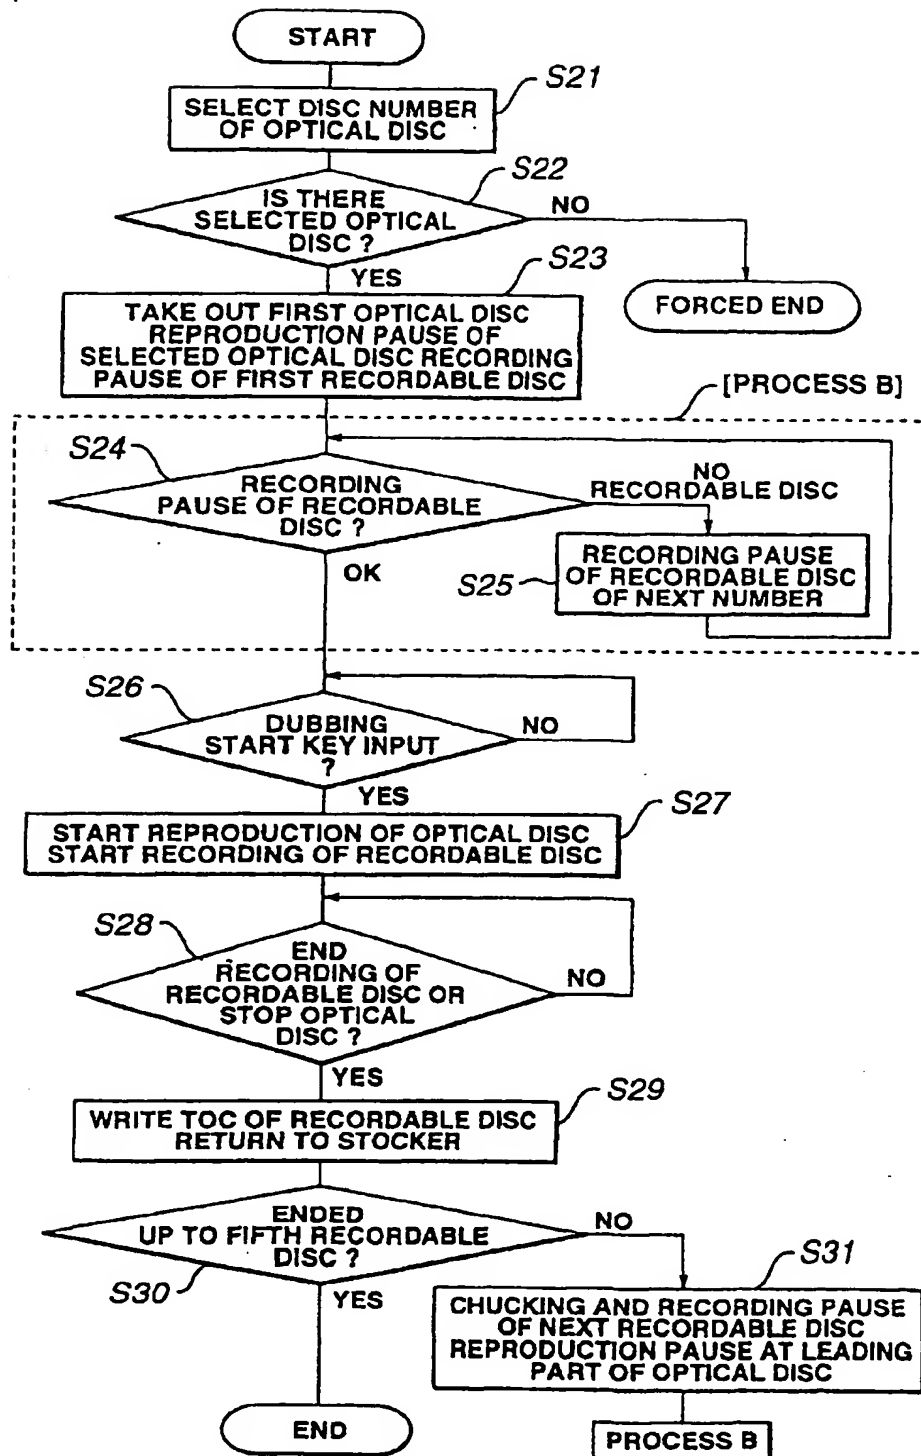 START
S21
SELECT DISC NUMBER
OF OPTICAL DISC
S22
IS THERE
SELECTED OPTICAL
DISC ?
NO
YES
S23
FORCED END
TAKE OUT FIRST OPTICAL DISC
REPRODUCTION PAUSE OF
SELECTED OPTICAL DISC RECORDING
PAUSE OF FIRST RECORDABLE DISC
[PROCESS B]
S24
RECORDING
PAUSE OF RECORDABLE
DISC ?
NO
RECORDABLE DISC
OK
S25
RECORDING PAUSE
OF RECORDABLE DISC
OF NEXT NUMBER
S26
DUBBING
START KEY INPUT
?
NO
YES
S27
START REPRODUCTION OF OPTICAL DISC
START RECORDING OF RECORDABLE DISC
S28
END
RECORDING OF
RECORDABLE DISC OR
STOP OPTICAL
DISC ?
NO
YES
S29
WRITE TOC OF RECORDABLE DISC
RETURN TO STOCKER
ENDED
UP TO FIFTH RECORDABLE
DISC ?
NO
S30
YES
S31
CHUCKING AND RECORDING PAUSE
OF NEXT RECORDABLE DISC
REPRODUCTION PAUSE AT LEADING
PART OF OPTICAL DISC
END
PROCESS B